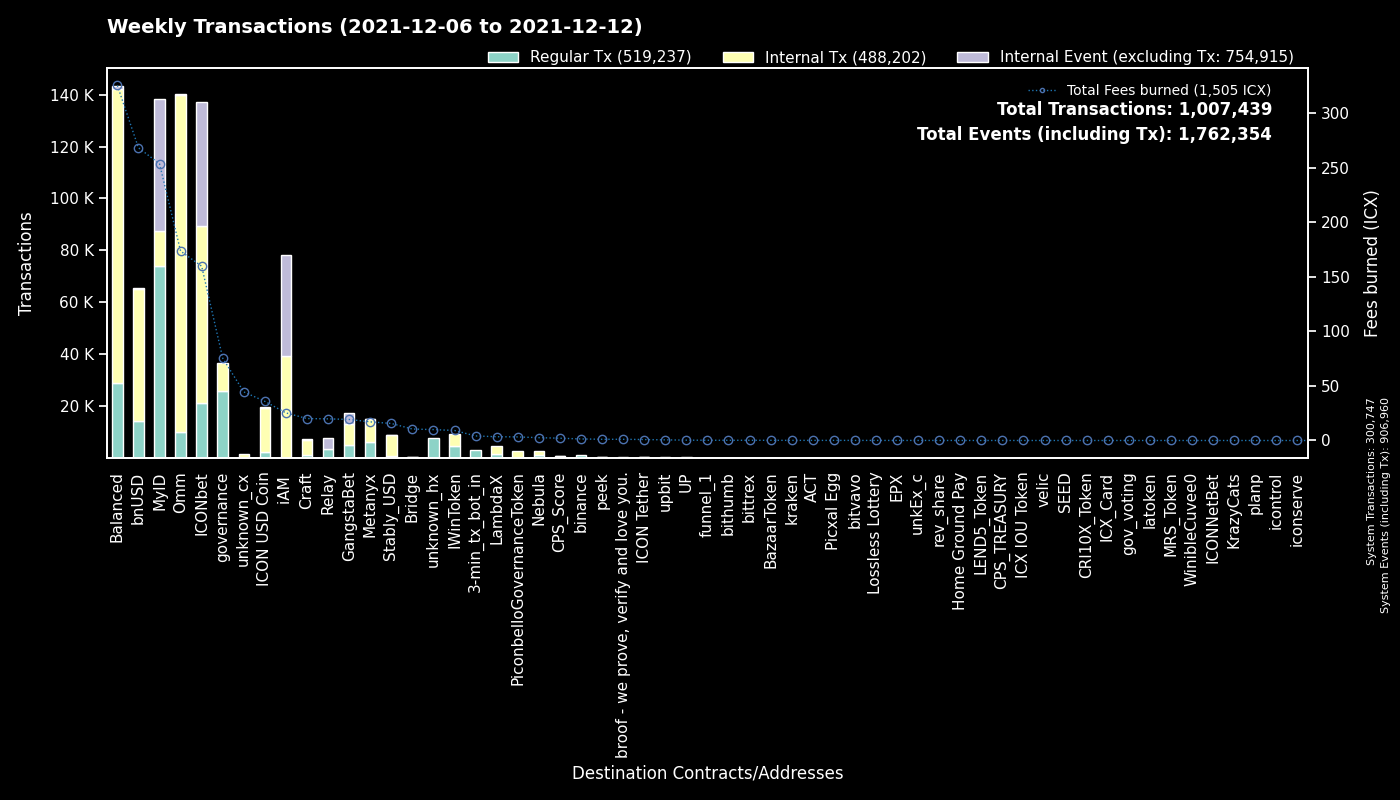 Weekly Transactions (2021-12-06 to 2021-12-12)
Regular Tx (519,237)
Internal Tx (488,202)
Internal Event (excluding Tx: 754,915)
Total Fees burned (1,505 ICX)
Total Transactions: 1,007,439
Total Events (including Tx): 1,762,354
Transactions
140 K
120 K
100 K
80 K
60 K
40 K
20 K
300
250
200
150
100
50
0
Fees burned (ICX)
System Transactions: 300,747
System Events (including Tx): 906,960
Balanced
bnUSD
MyID
Omm
ICONbet
governance
unknown_cx
ICON USD Coin
iAM
Craft
Relay
GangstaBet
Metanyx
Stably_USD
Bridge
unknown_hx
IWinToken
3-min_tx_bot_in
LambdaX
PiconbelloGovernanceToken
Nebula
CPS_Score
binance
peek
broof - we prove, verify and love you.
ICON Tether
upbit
UP
funnel_1
bithumb
bittrex
BazaarToken
kraken
ACT
Picxal Egg
bitvavo
Lossless Lottery
EPX
unkEx_c
rev_share
Home Ground Pay
LEND5_Token
CPS_TREASURY
ICX IOU Token
velic
SEED
CRI10X_Token
ICX_Card
gov_voting
latoken
MRS_Token
WinibleCuvee0
ICONNetBet
KrazyCats
planp
icontrol
iconserve
Destination Contracts/Addresses